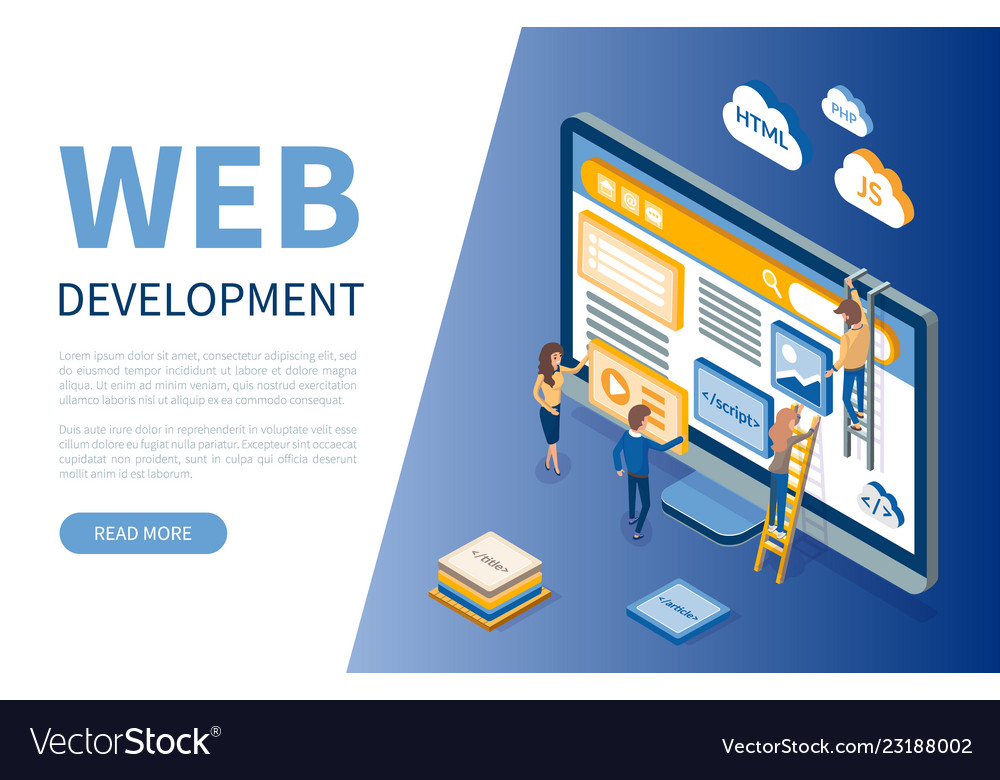 WEB
DEVELOPMENT
Lorem ipsum dolor sit amet, consectetur adipiscing elit, sed
do eiusmod tempor incididunt ut labore et dolore magna
aliqua. Ut enim ad minim veniam, quis nostrud exercitation
ullamco laboris nisi ut aliquip ex ea commodo consequat.
Duis aute irure dolor in reprehenderit in voluptate velit esse
cillum dolore eu fugiat nulla pariatur. Excepteur sint occaecat
cupidatat non proident, sunt in culpa qui officia deserunt
mollit anim id est laborum.
READ MORE
HTML
PHP
JS
@
</script>
</>
</title>
</article>
VectorStock®
VectorStock.com/23188002